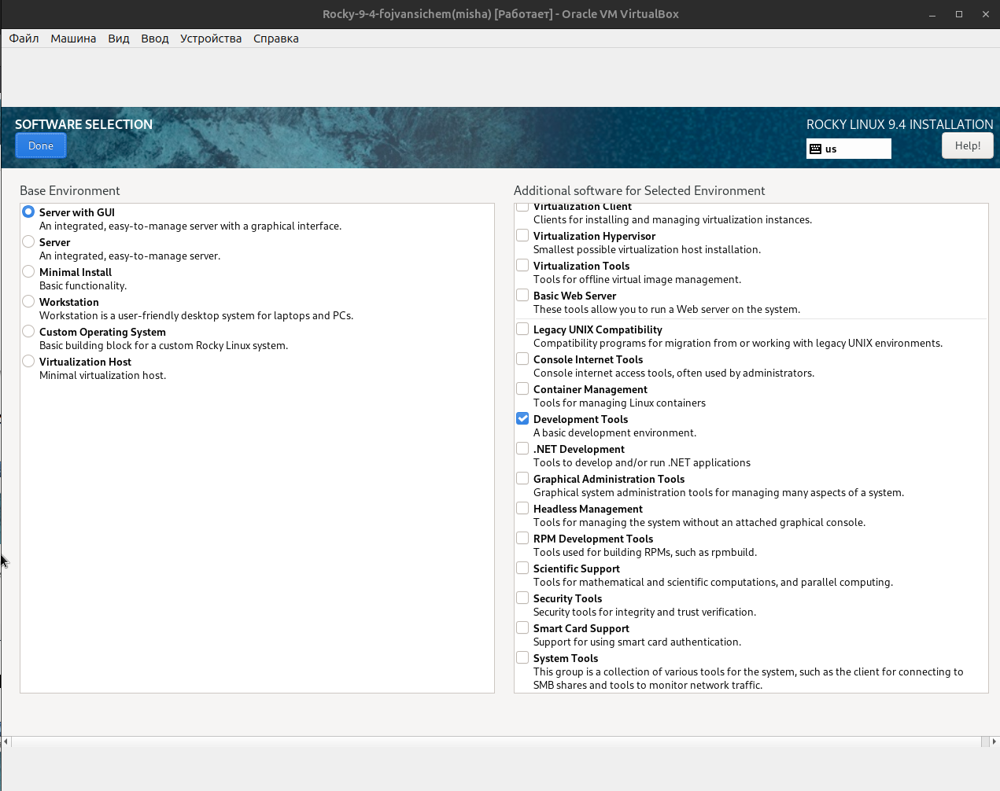 Rocky-9-4-fojvansichem(misha) [Работает] - Oracle VM VirtualBox
Файл Машина Вид Ввод Устройства Справка
SOFTWARE SELECTION
Done
ROCKY LINUX 9.4 INSTALLATION
us
Help!
Base Environment
Server with GUI
An integrated, easy-to-manage server with a graphical interface.
Server
An integrated, easy-to-manage server.
Minimal Install
Basic functionality.
Workstation
Workstation is a user-friendly desktop system for laptops and PCs.
Custom Operating System
Basic building block for a custom Rocky Linux system.
Virtualization Host
Minimal virtualization host.
Additional software for Selected Environment
Virtualization Client
Clients for installing and managing virtualization instances.
Virtualization Hypervisor
Smallest possible virtualization host installation.
Virtualization Tools
Tools for offline virtual image management.
Basic Web Server
These tools allow you to run a Web server on the system.
Legacy UNIX Compatibility
Compatibility programs for migration from or working with legacy UNIX environments.
Console Internet Tools
Console internet access tools, often used by administrators.
Container Management
Tools for managing Linux containers
Development Tools
A basic development environment.
.NET Development
Tools to develop and/or run .NET applications
Graphical Administration Tools
Graphical system administration tools for managing many aspects of a system.
Headless Management
Tools for managing the system without an attached graphical console.
RPM Development Tools
Tools used for building RPMs, such as rpmbuild.
Scientific Support
Tools for mathematical and scientific computations, and parallel computing.
Security Tools
Security tools for integrity and trust verification.
Smart Card Support
Support for using smart card authentication.
System Tools
This group is a collection of various tools for the system, such as the client for connecting to
SMB shares and tools to monitor network traffic.